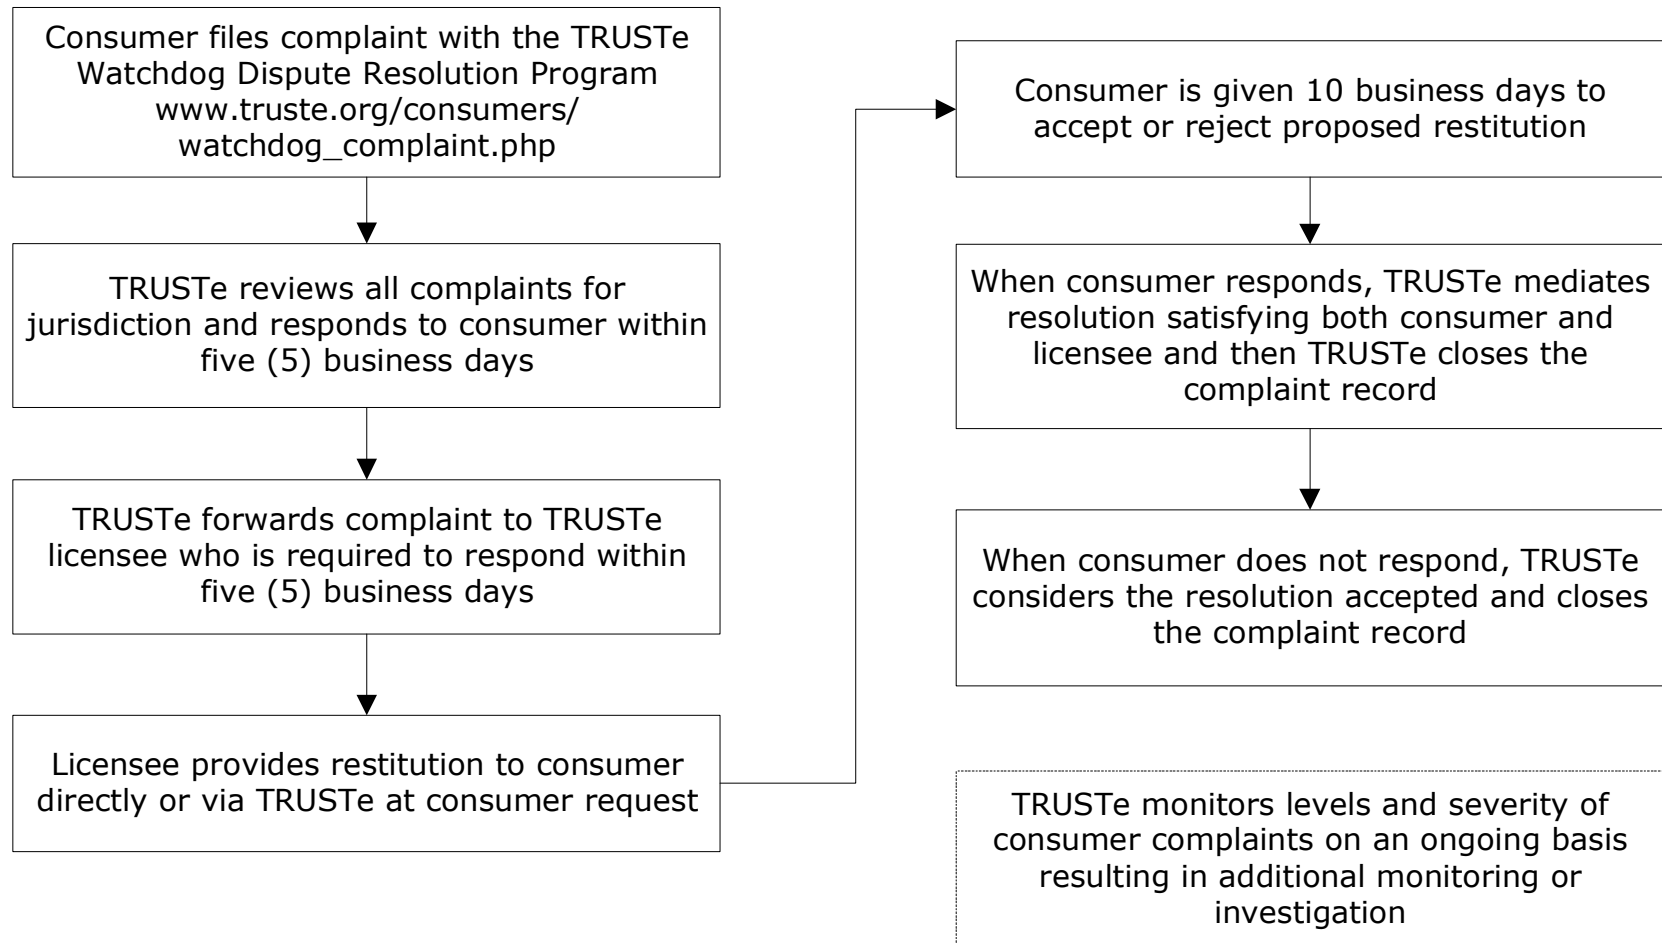 Consumer files complaint with the TRUSTe
Watchdog Dispute Resolution Program
www.truste.org/consumers/
watchdog_complaint.php
TRUSTe reviews all complaints for
jurisdiction and responds to consumer within
five (5) business days
TRUSTe forwards complaint to TRUSTe
licensee who is required to respond within
five (5) business days
Licensee provides restitution to consumer
directly or via TRUSTe at consumer request
Consumer is given 10 business days to
accept or reject proposed restitution
When consumer responds, TRUSTe mediates
resolution satisfying both consumer and
licensee and then TRUSTe closes the
complaint record
When consumer does not respond, TRUSTe
considers the resolution accepted and closes
the complaint record
TRUSTe monitors levels and severity of
consumer complaints on an ongoing basis
resulting in additional monitoring or
investigation